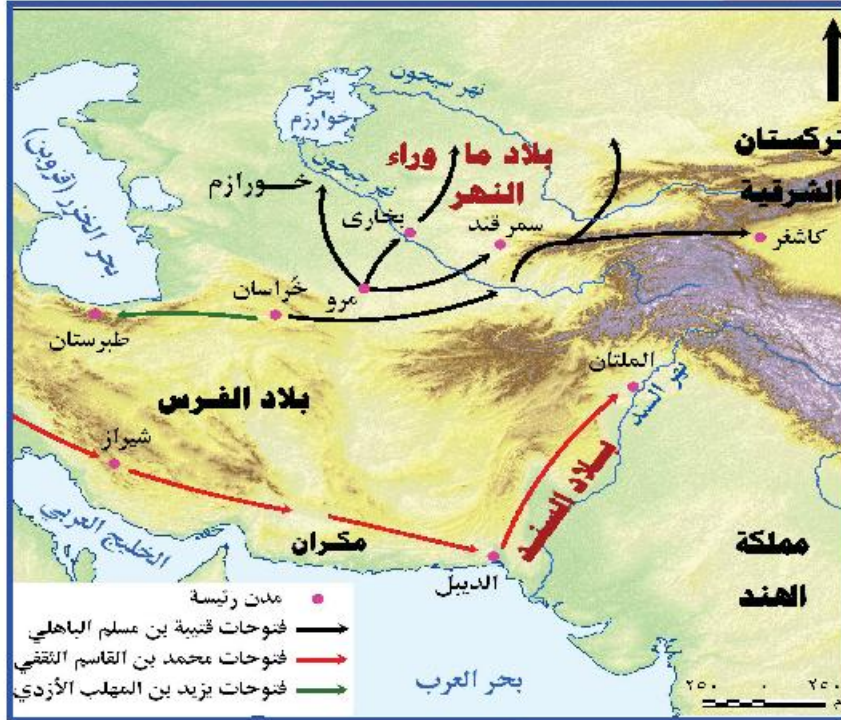 نهر سيحون
بحر
خوارزم
نهر جيحون
بلاد ما وراء
النهر
تركستان
الشرقية
خورازم
بخارى
سمرقند
كاشغر
بحر الخزر (قزوين)
خُراسان
مرو
طبرستان
الملتان
نهر السند
بلاد الفرس
شيراز
بلاد السند
مكران
الديبل
مملكة
الهند
الخليج العربي
بحر العرب
مدن رئيسة
فتوحات قتيبة بن مسلم الباهلي
فتوحات محمد بن القاسم الثقفي
فتوحات يزيد بن المهلب الأزدي
٢٥٠ ٠ ٢٥٠